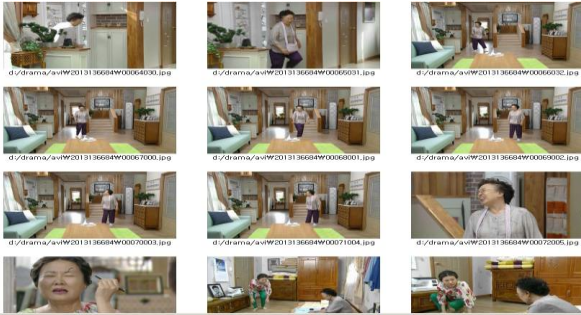 d:/drama/avi₩2013136684₩00064030.jpg
d:/drama/avi₩2013136684₩00065031.jpg
d:/drama/avi₩2013136684₩00066032.jpg
d:/drama/avi₩2013136684₩00067000.jpg
d:/drama/avi₩2013136684₩00068001.jpg
d:/drama/avi₩2013136684₩00069002.jpg
d:/drama/avi₩2013136684₩00070003.jpg
d:/drama/avi₩2013136684₩00071004.jpg
d:/drama/avi₩2013136684₩00072005.jpg